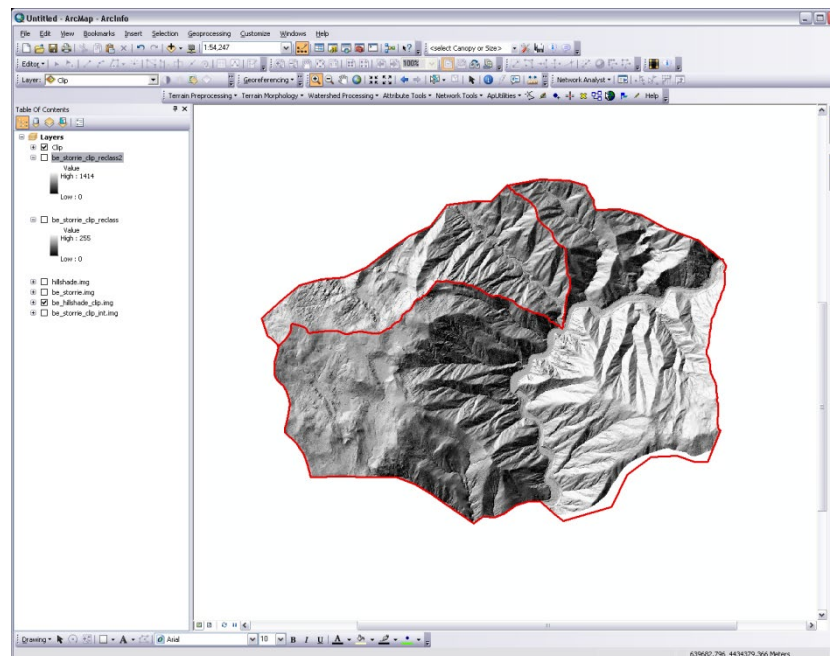 Untitled - ArcMap - ArcInfo
File Edit View Bookmarks Insert Selection Geoprocessing Customize Windows Help
1:54,247 <select Canopy or Size>
Editor 100%
Layer: Clip Georeferencing Network Analyst
Terrain Preprocessing Terrain Morphology Watershed Processing Attribute Tools Network Tools ApUtilities Help
Table Of Contents
Layers
Clip
be_storrie_clip_reclass2
Value
High : 1414
Low : 0
be_storrie_clip_reclass
Value
High : 255
Low : 0
hillshade.img
be_storrie.img
be_hillshade_clip.img
be_storrie_clip_int.img
Drawing A Arial 10 B I U A
639682.796 4434379.366 Meters